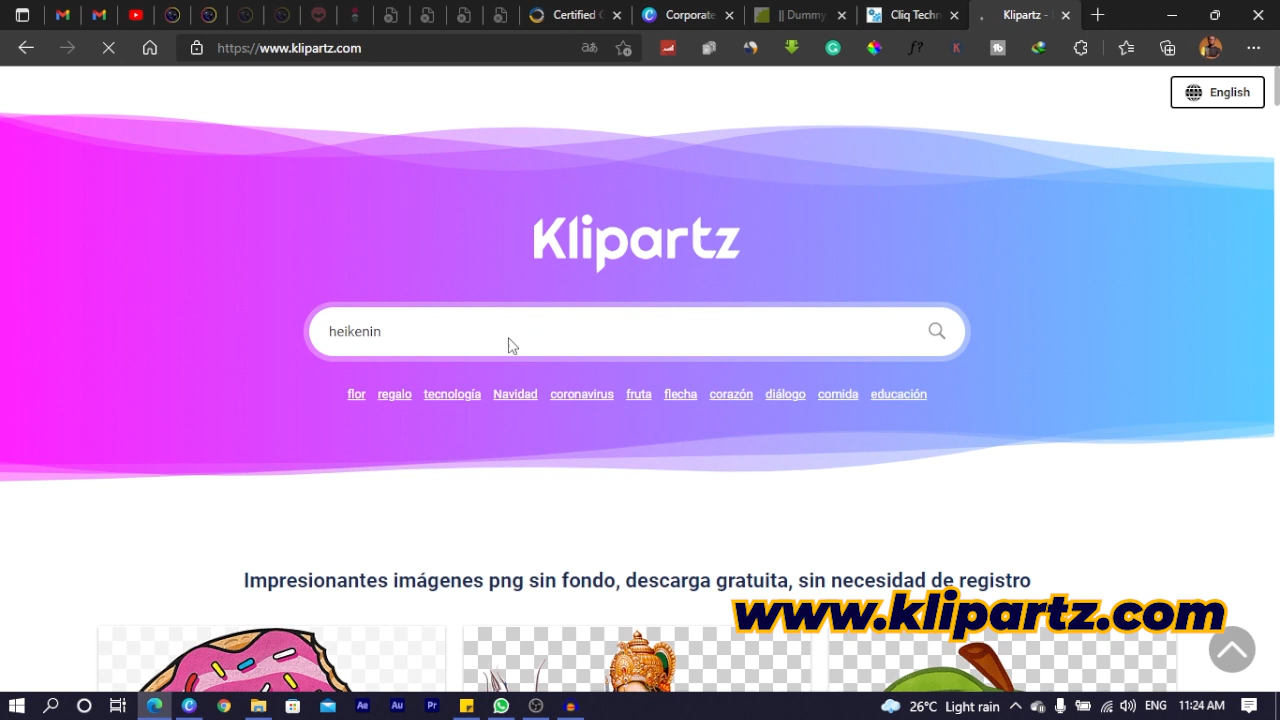 Certified C
Corporate
|| Dummy
Cliq Techn
Klipartz -
https://www.klipartz.com
English
Klipartz
heikenin
flor regalo tecnología Navidad coronavirus fruta flecha corazón diálogo comida educación
Impresionantes imágenes png sin fondo, descarga gratuita, sin necesidad de registro
www.klipartz.com
26°C Light rain ENG 11:24 AM